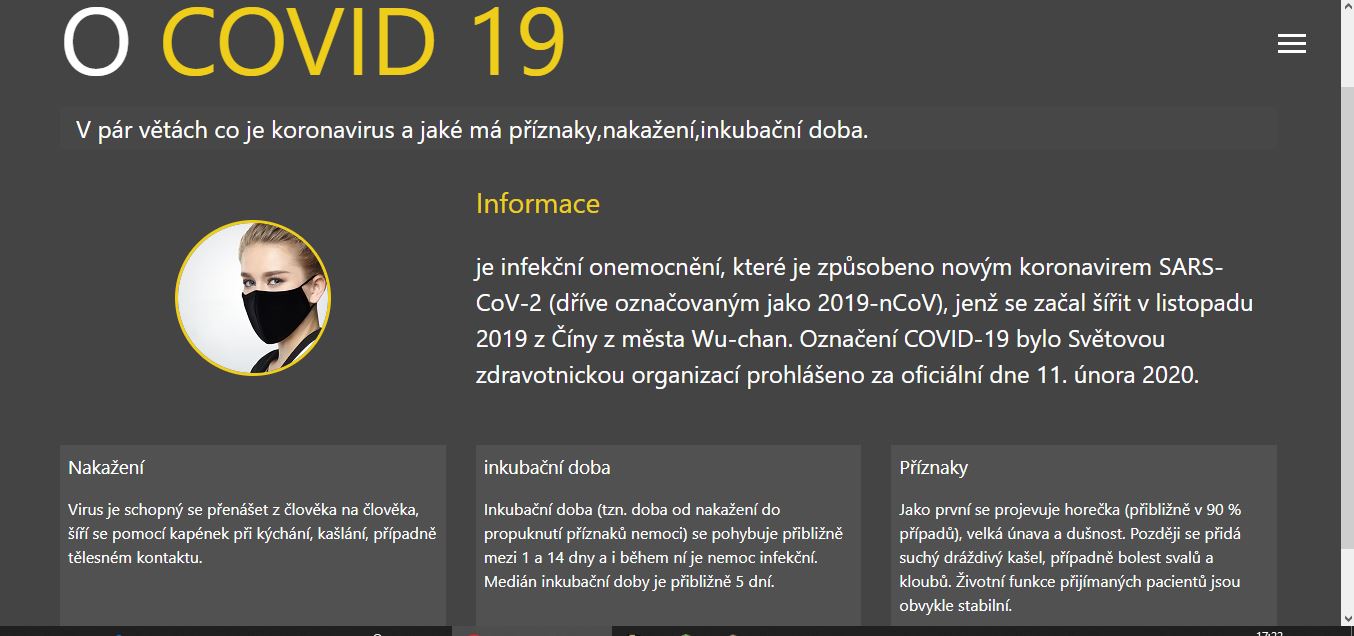 O COVID 19
V pár větách co je koronavirus a jaké má příznaky,nakažení,inkubační doba.
Informace
je infekční onemocnění, které je způsobeno novým koronavirem SARS-
CoV-2 (dříve označovaným jako 2019-nCoV), jenž se začal šířit v listopadu
2019 z Číny z města Wu-chan. Označení COVID-19 bylo Světovou
zdravotnickou organizací prohlášeno za oficiální dne 11. února 2020.
Nakažení
Virus je schopný se přenášet z člověka na člověka,
šíří se pomocí kapének při kýchání, kašlání, případně
tělesném kontaktu.
inkubační doba
Inkubační doba (tzn. doba od nakažení do
propuknutí příznaků nemoci) se pohybuje přibližně
mezi 1 a 14 dny a i během ní je nemoc infekční.
Medián inkubační doby je přibližně 5 dní.
Příznaky
Jako první se projevuje horečka (přibližně v 90 %
případů), velká únava a dušnost. Později se přidá
suchý dráždivý kašel, případně bolest svalů a
kloubů. Životní funkce přijímaných pacientů jsou
obvykle stabilní.